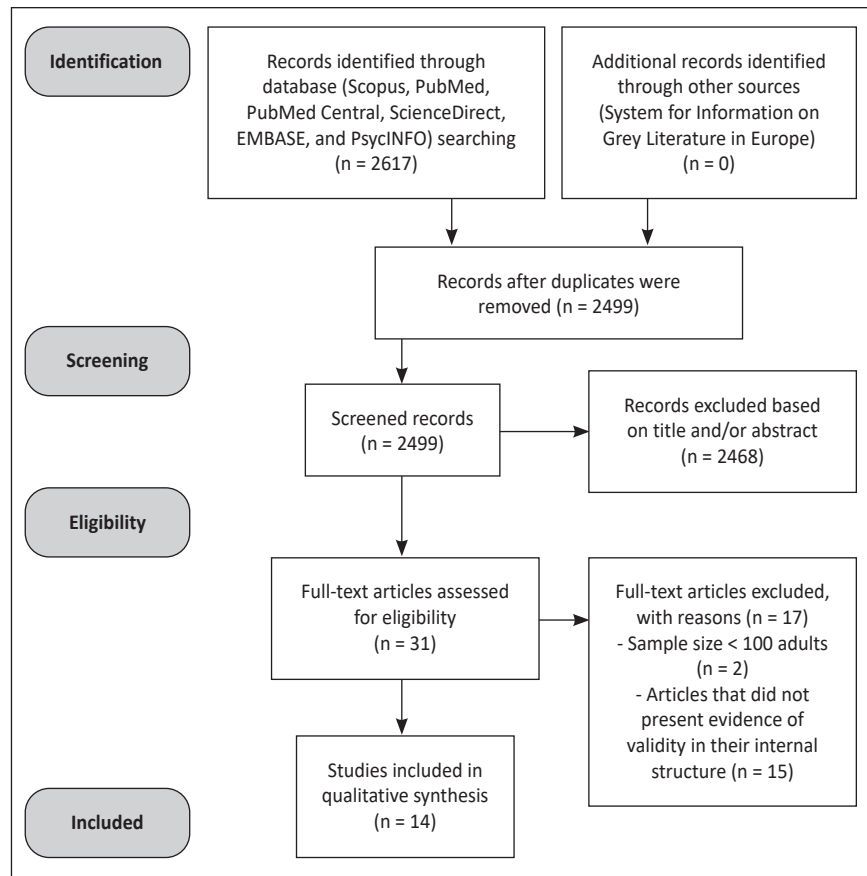 Identification
Records identified through
database (Scopus, PubMed,
PubMed Central, ScienceDirect,
EMBASE, and PsycINFO) searching
(n = 2617)
Additional records identified
through other sources
(System for Information on
Grey Literature in Europe)
(n = 0)
Records after duplicates were
removed (n = 2499)
Screening
Screened records
(n = 2499)
Records excluded based
on title and/or abstract
(n = 2468)
Eligibility
Full-text articles assessed
for eligibility
(n = 31)
Full-text articles excluded,
with reasons (n = 17)
- Sample size < 100 adults
(n = 2)
- Articles that did not
present evidence of
validity in their internal
structure (n = 15)
Studies included in
qualitative synthesis
(n = 14)
Included